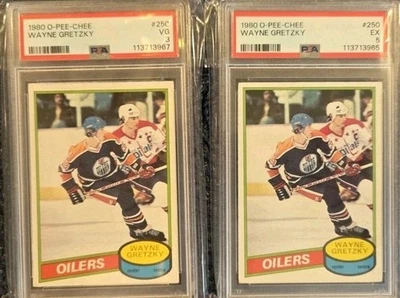 1980 O-PEE-CHEE #250
WAYNE GRETZKY VG
3
PSA 113713967
OILERS
WAYNE
GRETZKY
1980 O-PEE-CHEE #250
WAYNE GRETZKY EX
5
PSA 113713965
OILERS
WAYNE
GRETZKY